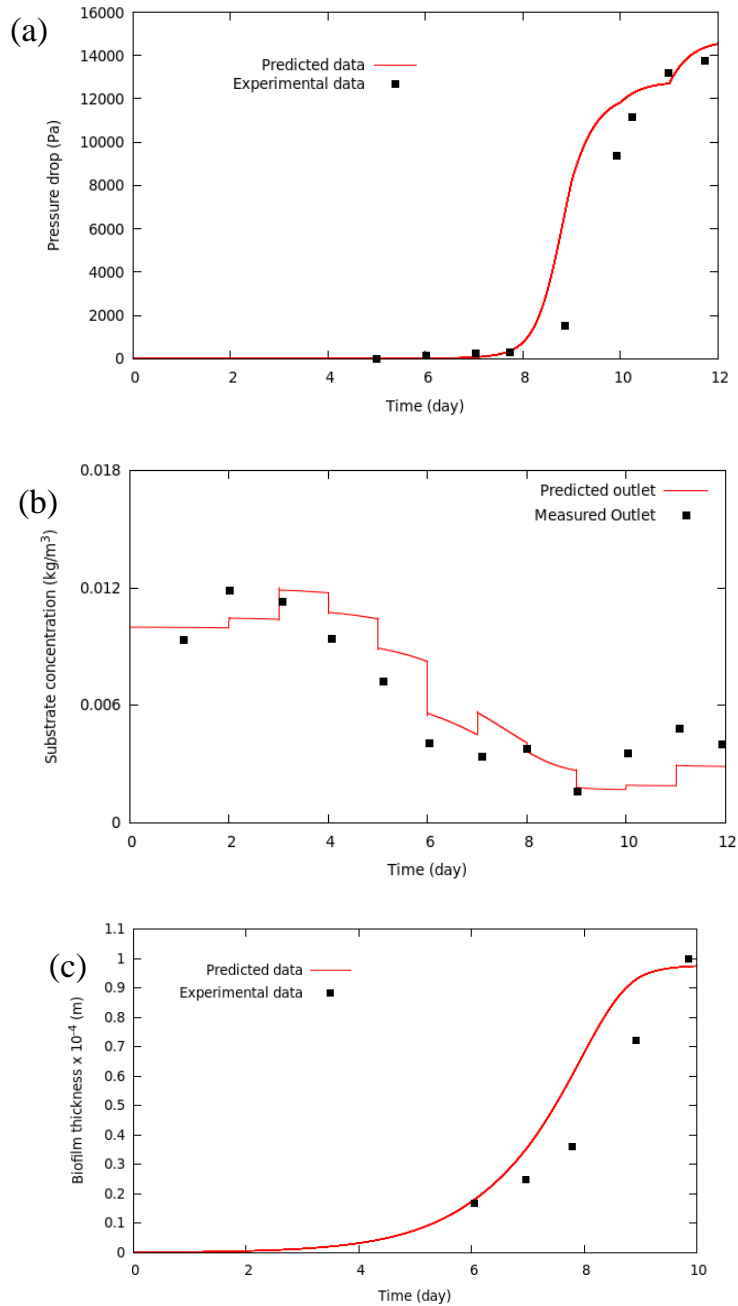 (a)
16000
14000
12000
10000
8000
6000
4000
2000
0
Pressure drop (Pa)
Predicted data
Experimental data
0 2 4 6 8 10 12
Time (day)
(b)
0.018
0.012
0.006
0
Substrate concentration (kg/m³)
Predicted outlet
Measured Outlet
0 2 4 6 8 10 12
Time (day)
(c)
1.1
1
0.9
0.8
0.7
0.6
0.5
0.4
0.3
0.2
0.1
0
Biofilm thickness x 10⁻⁴ (m)
Predicted data
Experimental data
0 2 4 6 8 10
Time (day)